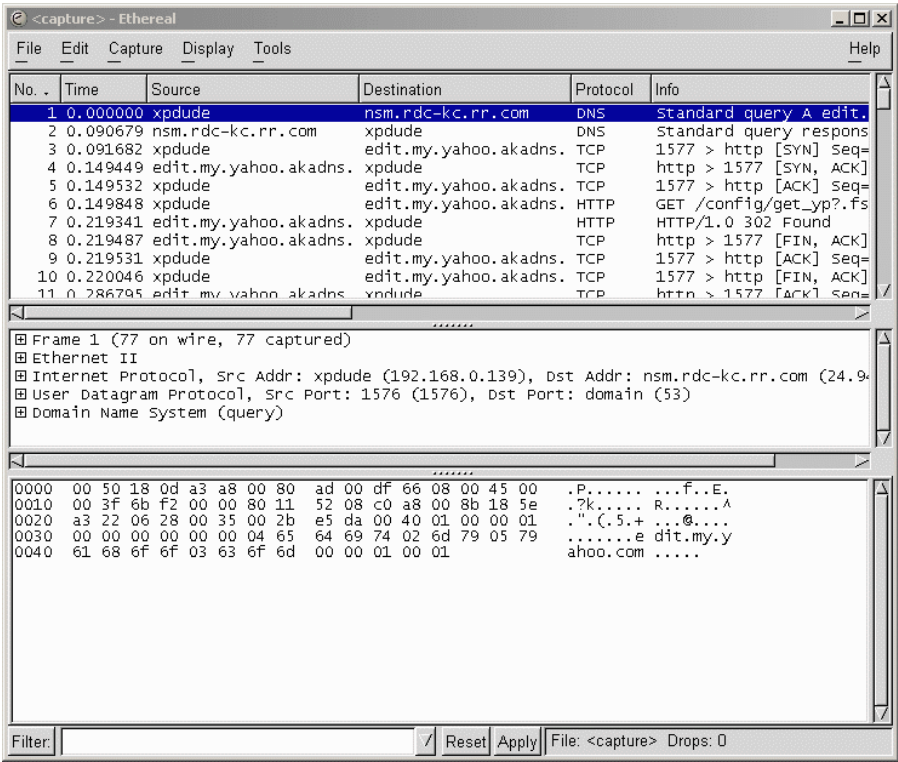 <capture> - Ethereal
File Edit Capture Display Tools Help
No. Time Source Destination Protocol Info
1 0.000000 xpdude nsm.rdc-kc.rr.com DNS Standard query A edit.
2 0.090679 nsm.rdc-kc.rr.com xpdude DNS Standard query respons
3 0.091682 xpdude edit.my.yahoo.akadns. TCP 1577 > http [SYN] Seq=
4 0.149449 edit.my.yahoo.akadns. xpdude TCP http > 1577 [SYN, ACK]
5 0.149532 xpdude edit.my.yahoo.akadns. TCP 1577 > http [ACK] Seq=
6 0.149848 xpdude edit.my.yahoo.akadns. HTTP GET /config/get_yp?.fs
7 0.219341 edit.my.yahoo.akadns. xpdude HTTP HTTP/1.0 302 Found
8 0.219487 edit.my.yahoo.akadns. xpdude TCP http > 1577 [FIN, ACK]
9 0.219531 xpdude edit.my.yahoo.akadns. TCP 1577 > http [ACK] Seq=
10 0.220046 xpdude edit.my.yahoo.akadns. TCP 1577 > http [FIN, ACK]
11 0.286795 edit.my.yahoo.akadns. xpdude TCP http > 1577 [ACK] Seq=
Frame 1 (77 on wire, 77 captured)
Ethernet II
Internet Protocol, Src Addr: xpdude (192.168.0.139), Dst Addr: nsm.rdc-kc.rr.com (24.94
User Datagram Protocol, Src Port: 1576 (1576), Dst Port: domain (53)
Domain Name System (query)
0000 00 50 18 0d a3 a8 00 80 ad 00 df 66 08 00 45 00 .P...... ...f..E.
0010 00 3f 6b f2 00 00 80 11 52 08 c0 a8 00 8b 18 5e .?k..... R......^
0020 a3 22 06 28 00 35 00 2b e5 da 00 40 01 00 00 01 .".(.5.+ ...@....
0030 00 00 00 00 00 00 04 65 64 69 74 02 6d 79 05 79 .......e dit.my.y
0040 61 68 6f 6f 03 63 6f 6d 00 00 01 00 01 ahoo.com .....
Filter: Reset Apply File: <capture> Drops: 0